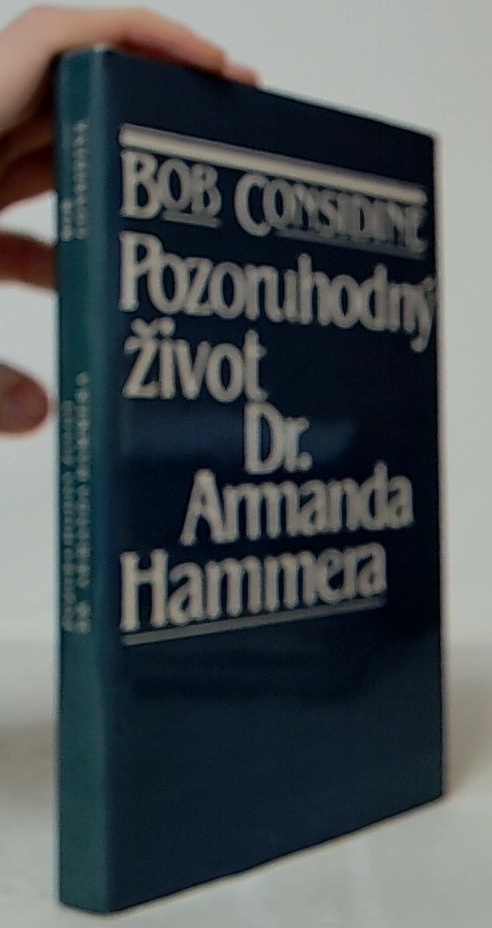 BOB CONSIDINE
Pozoruhodný
život
Dr.
Armanda
Hammera